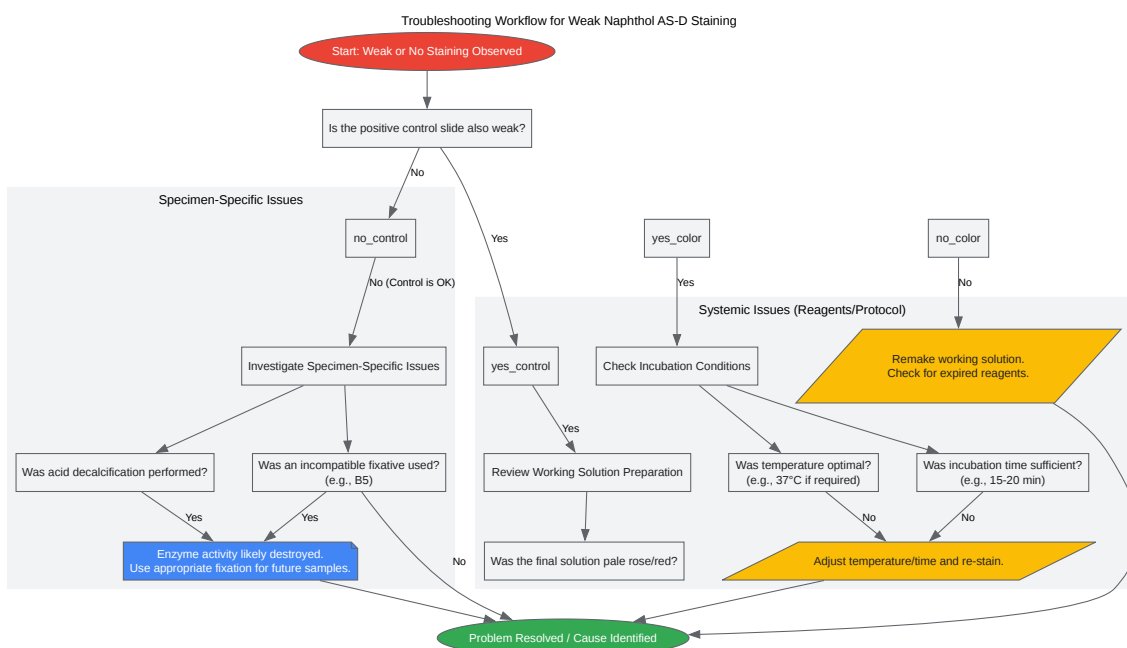 Troubleshooting Workflow for Weak Naphthol AS-D Staining
Start: Weak or No Staining Observed
Is the positive control slide also weak?
No
Yes
Specimen-Specific Issues
no_control
No (Control is OK)
Investigate Specimen-Specific Issues
Was acid decalcification performed?
Was an incompatible fixative used?
(e.g., B5)
Yes
Yes
No
Enzyme activity likely destroyed.
Use appropriate fixation for future samples.
yes_color
Yes
no_color
No
Systemic Issues (Reagents/Protocol)
yes_control
Yes
Check Incubation Conditions
Remake working solution.
Check for expired reagents.
Review Working Solution Preparation
Was the final solution pale rose/red?
Was temperature optimal?
(e.g., 37°C if required)
Was incubation time sufficient?
(e.g., 15-20 min)
No
No
Adjust temperature/time and re-stain.
Problem Resolved / Cause Identified